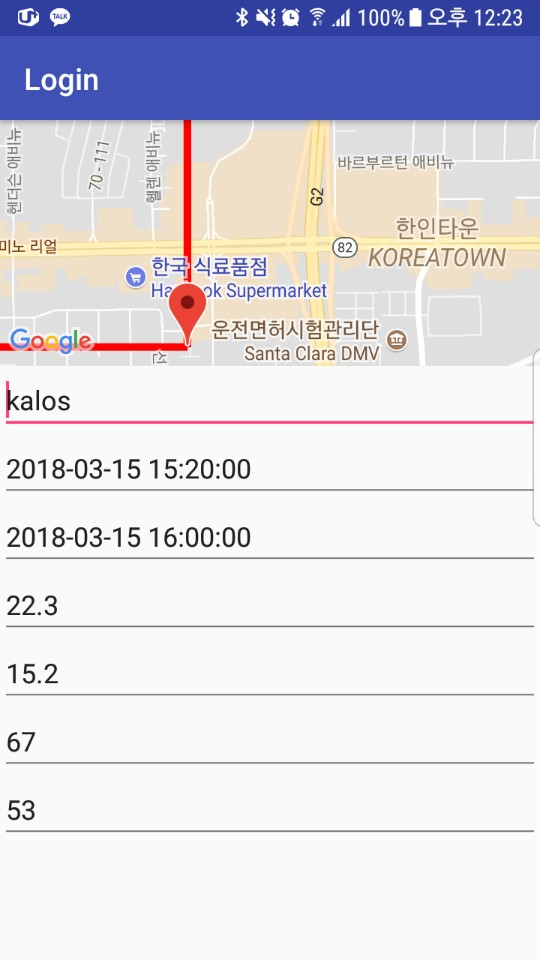 TALK
100%
오후 12:23
Login
헨더슨 애비뉴
70 - 111
헬렌 애비뉴
G2
바르부르턴 애비뉴
미노 리얼
82
한인타운
KOREATOWN
한국 식료품점
Supermarket
운전면허시험관리단
Santa Clara DMV
Google
kalos
2018-03-15 15:20:00
2018-03-15 16:00:00
22.3
15.2
67
53